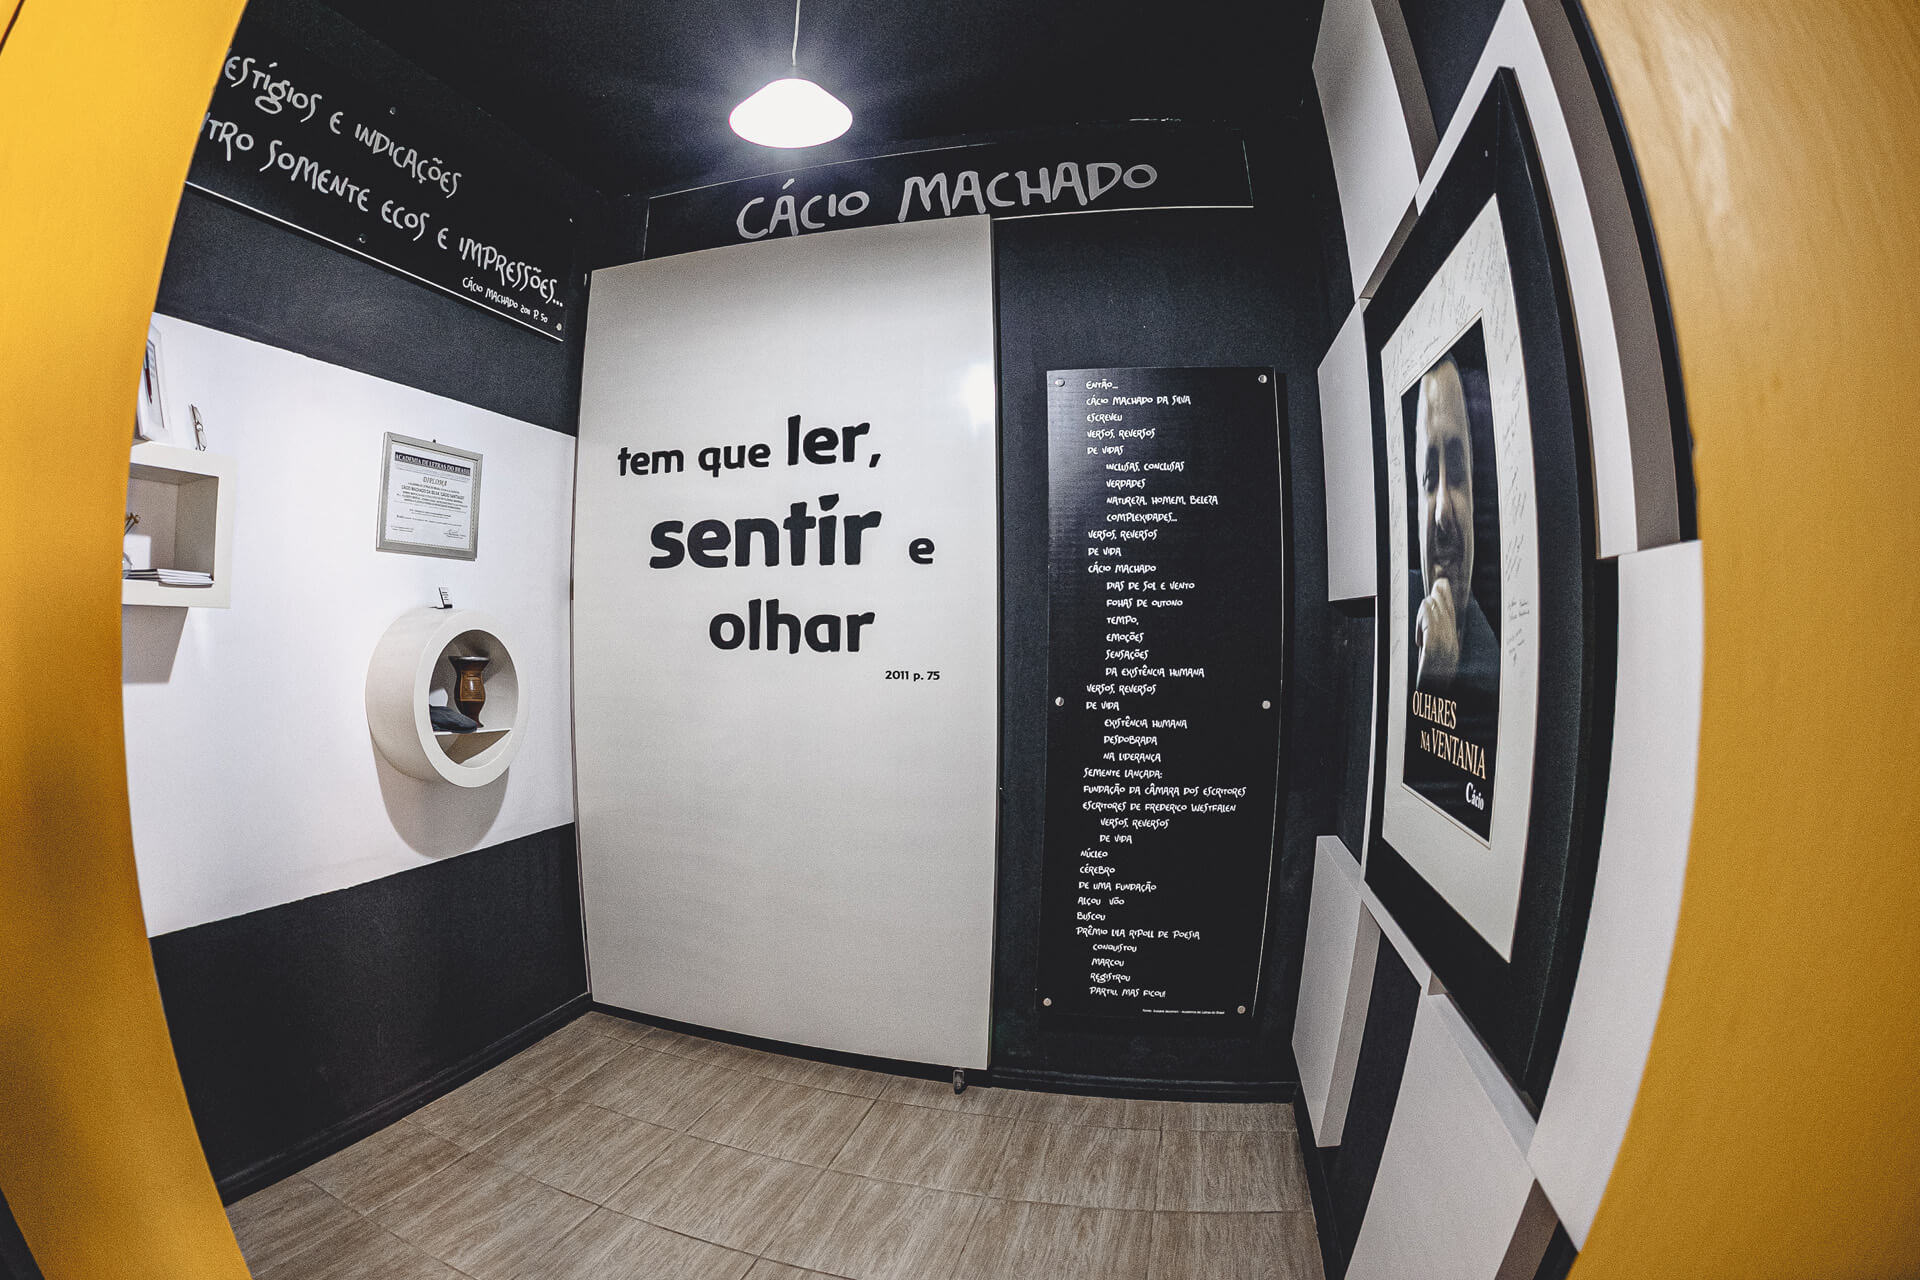 ESTÍGIOS E INDICAÇÕES
TRO SOMENTE ECOS E IMPRESSÕES...
CÁCIO MACHADO 2011 P. 50
CÁCIO MACHADO
ACADEMIA DE LETRAS DO BRASIL
DIPLOMA
tem que ler,
sentir e
olhar
2011 p. 75
ENTÃO...
CÁCIO MACHADO DA SILVA
ESCREVEU
VERSOS, REVERSOS
DE VIDAS
INCLUSAS, CONCLUSAS
VERDADES
NATUREZA, HOMEM, BELEZA
COMPLEXIDADES...
VERSOS, REVERSOS
DE VIDA
CÁCIO MACHADO
DIAS DE SOL E VENTO
FOLHAS DE OUTONO
TEMPO,
EMOÇÕES
SENSAÇÕES
DA EXISTÊNCIA HUMANA
VERSOS, REVERSOS
DE VIDA
EXISTÊNCIA HUMANA
DESDOBRADA
NA LIDERANÇA
SEMENTE LANÇADA:
FUNDAÇÃO DA CÂMARA DOS ESCRITORES
ESCRITORES DE FREDERICO WESTFALEN
VERSOS, REVERSOS
DE VIDA
NÚCLEO
CÉREBRO
DE UMA FUNDAÇÃO
ALÇOU VÔO
BUSCOU
PRÊMIO LILA RIPOLL DE POESIA
CONQUISTOU
MARCOU
REGISTROU
PARTIU, MAS FICOU!
OLHARES
NA VENTANIA
Cácio